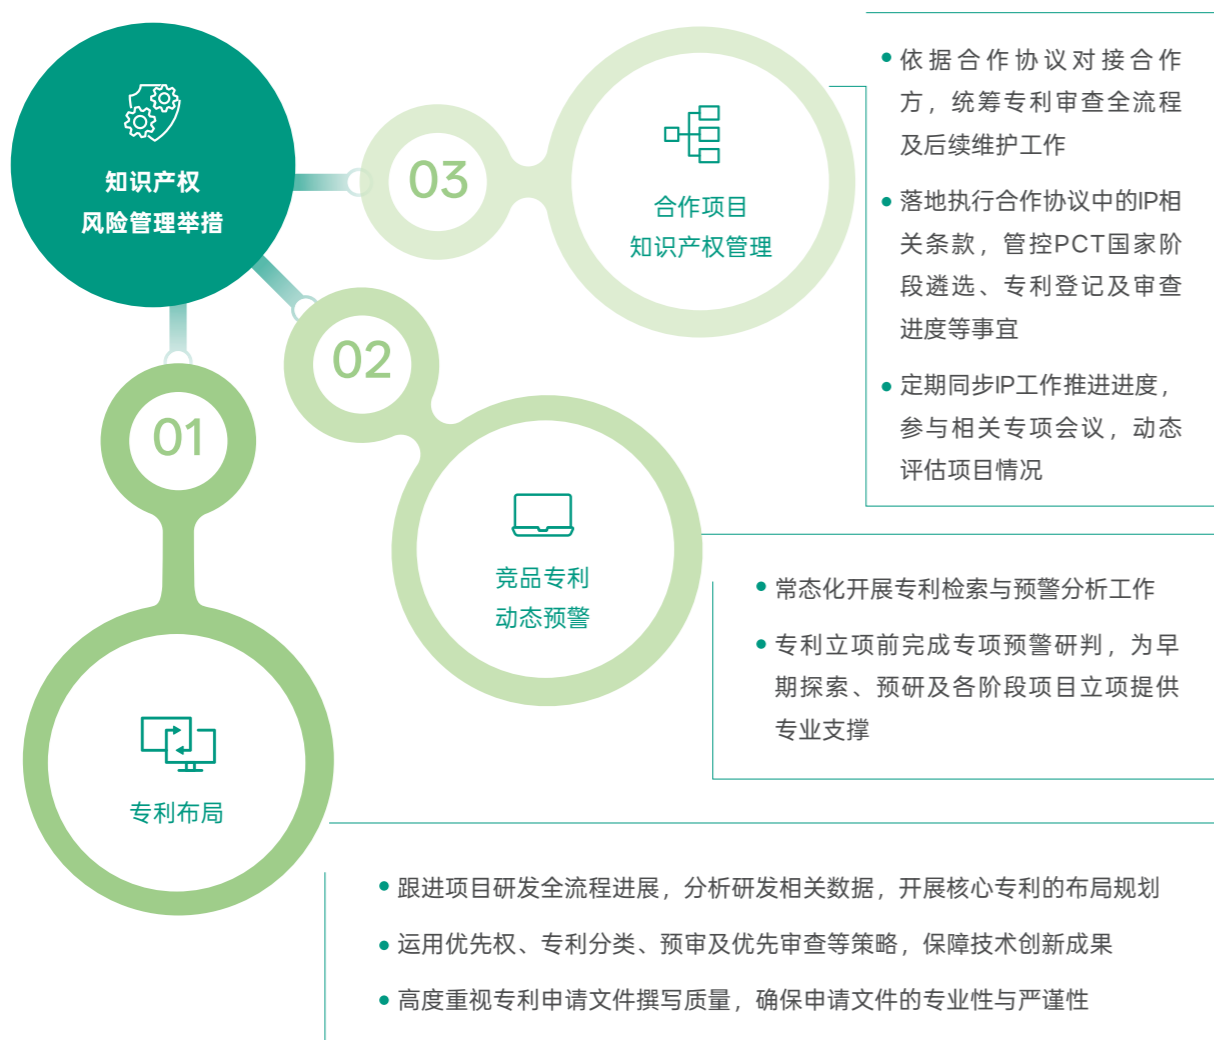 知识产权
风险管理举措
01
专利布局
跟进项目研发全流程进展，分析研发相关数据，开展核心专利的布局规划
运用优先权、专利分类、预审及优先审查等策略，保障技术创新成果
高度重视专利申请文件撰写质量，确保申请文件的专业性与严谨性
02
竞品专利
动态预警
常态化开展专利检索与预警分析工作
专利立项前完成专项预警研判，为早
期探索、预研及各阶段项目立项提供
专业支撑
03
合作项目
知识产权管理
依据合作协议对接合作
方，统筹专利审查全流程
及后续维护工作
落地执行合作协议中的IP相
关条款，管控PCT国家阶
段遴选、专利登记及审查
进度等事宜
定期同步IP工作推进进度，
参与相关专项会议，动态
评估项目情况